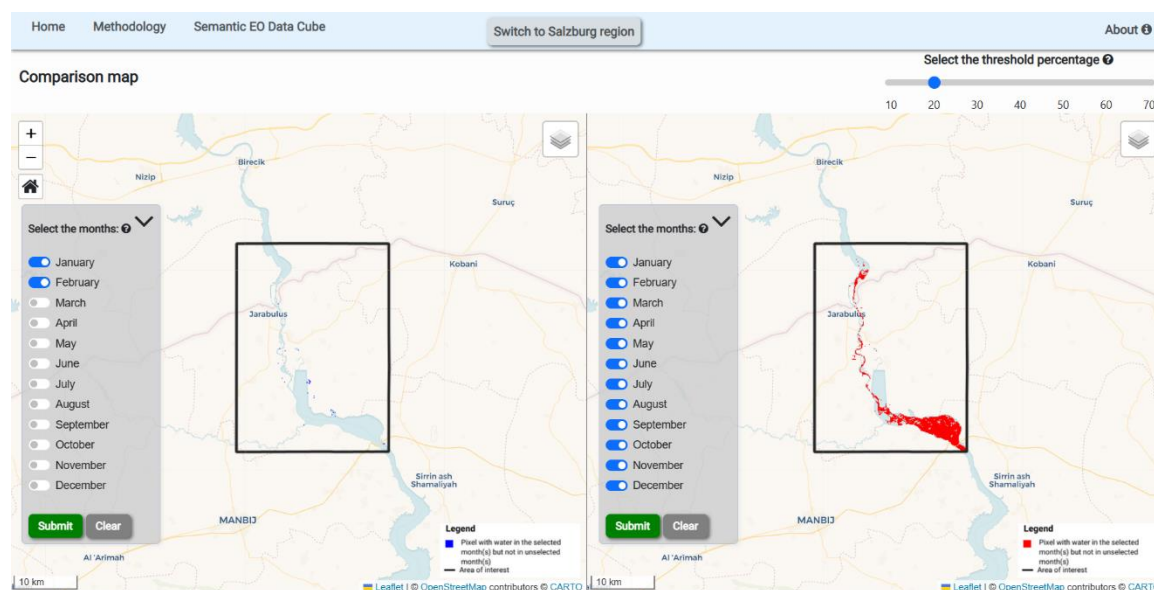 Home Methodology Semantic EO Data Cube Switch to Salzburg region About
Select the threshold percentage
Comparison map
10 20 30 40 50 60 70
+
−
Birecik
Nizip
Suruç
Select the months:
January
February
March
April
May
June
July
August
September
October
November
December
Submit Clear
Kobani
Jarabulus
Sirrin ash
Shamaliyah
MANBIJ
Al 'Arimah
Legend
Pixel with water in the selected
month(s) but not in unselected
month(s)
Area of interest
10 km
Leaflet | © OpenStreetMap contributors © CARTO
Birecik
Nizip
Suruç
Select the months:
January
February
March
April
May
June
July
August
September
October
November
December
Submit Clear
Kobani
Jarabulus
Sirrin ash
Shamaliyah
MANBIJ
Al 'Arimah
Legend
Pixel with water in the selected
month(s) but not in unselected
month(s)
Area of interest
10 km
Leaflet | © OpenStreetMap contributors © CARTO